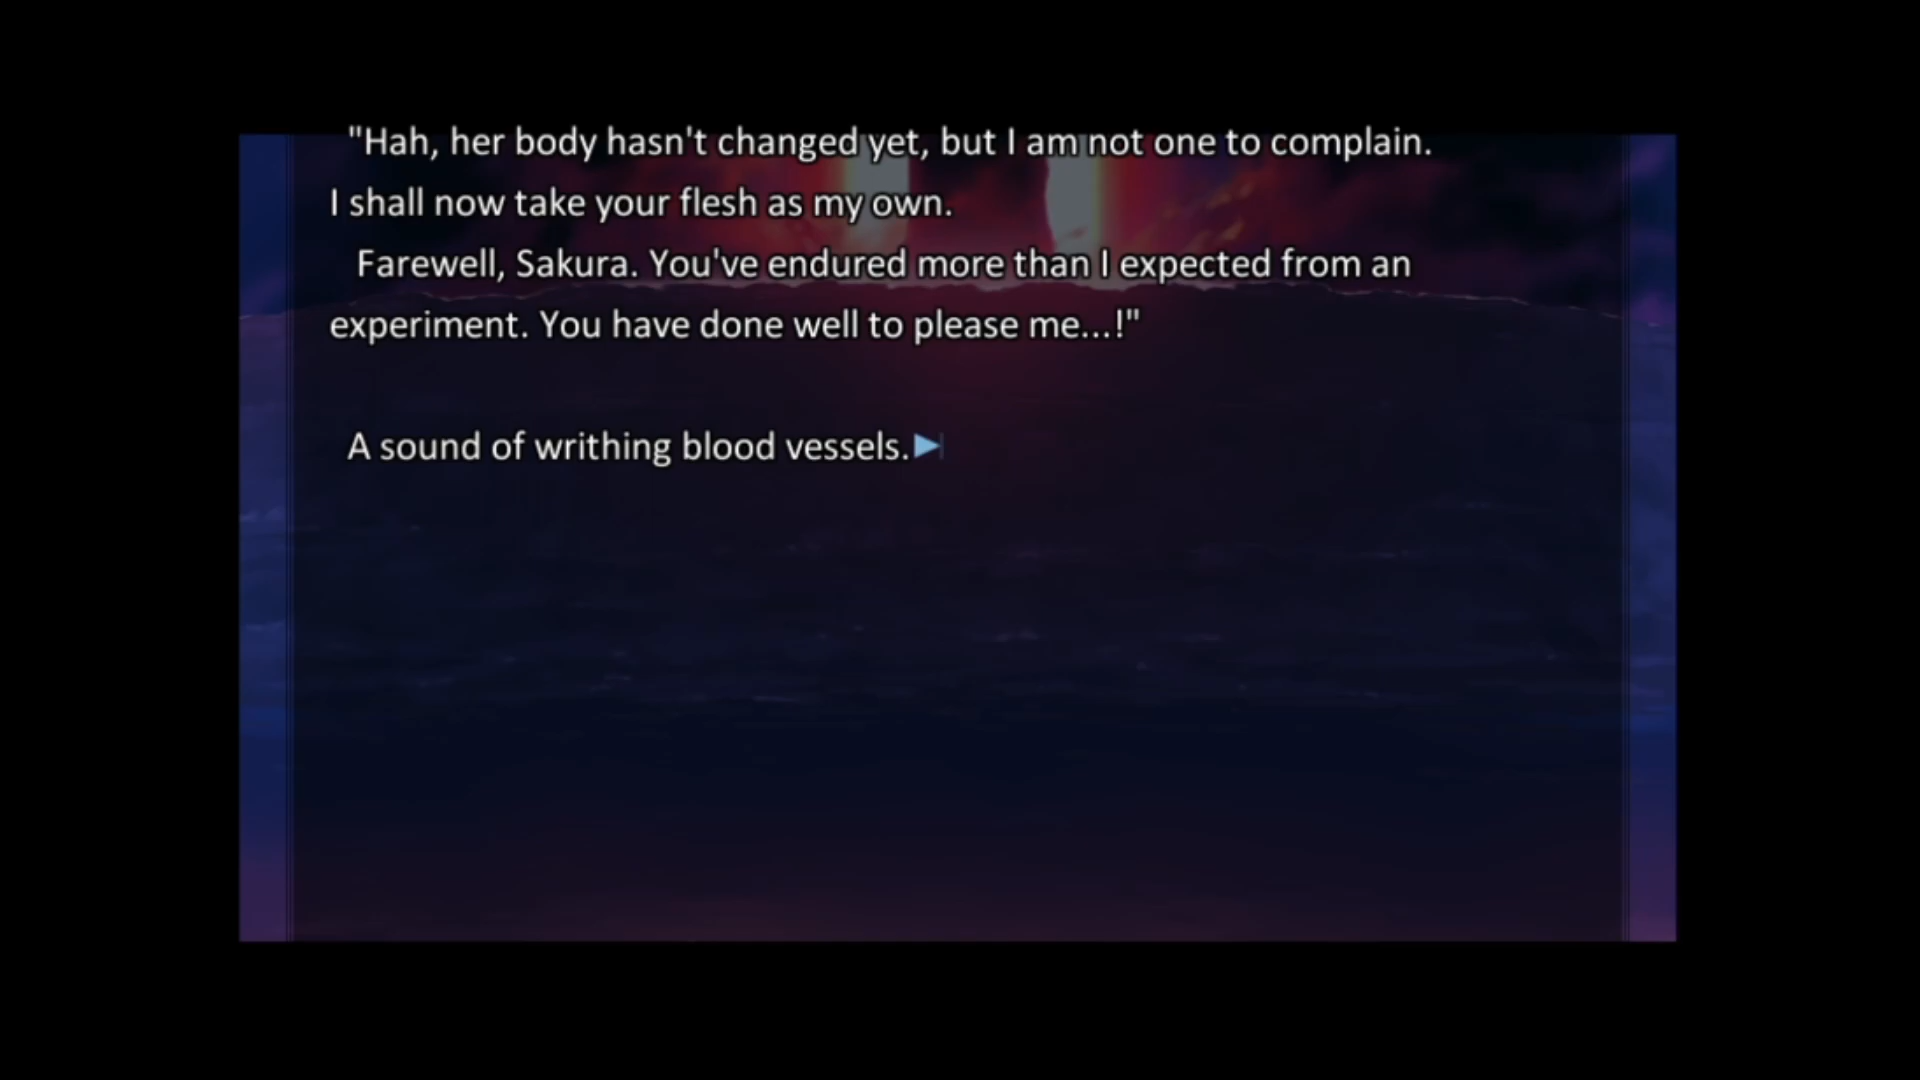 "Hah, her body hasn't changed yet, but I am not one to complain.
I shall now take your flesh as my own.
Farewell, Sakura. You've endured more than I expected from an
experiment. You have done well to please me...!"
A sound of writhing blood vessels.